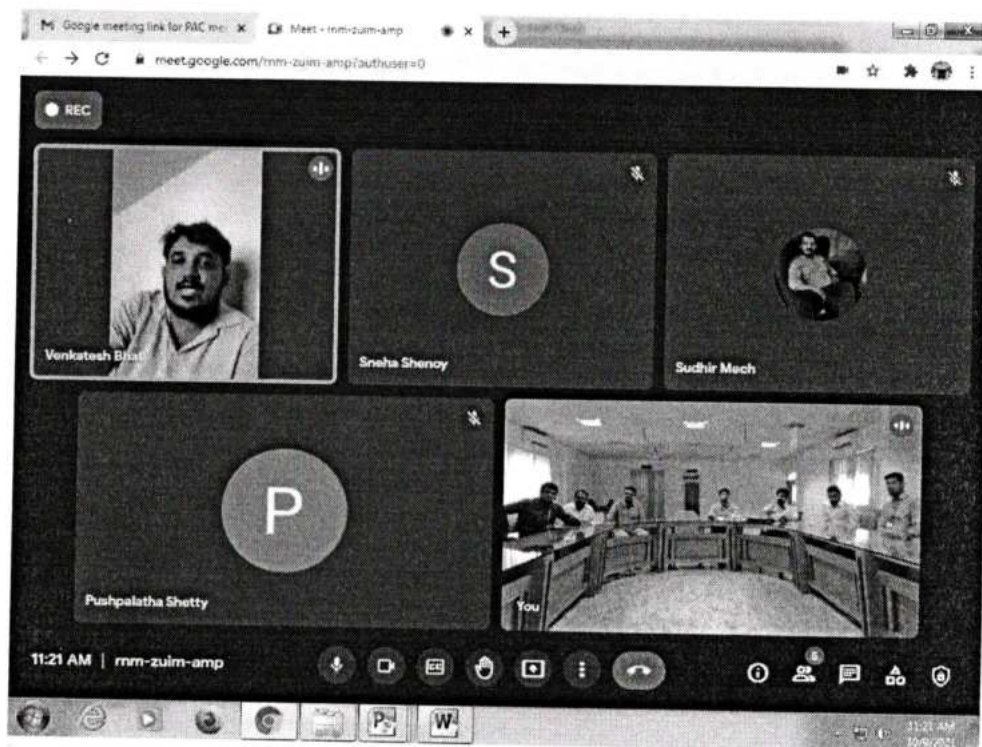 Google meeting link for PAC me
Meet - rnm-zuim-amp
meet.google.com/rnm-zuim-amp/authuser=0
REC
Venkatesh Bhat
S
Sneha Shenoy
Sudhir Mech
P
Pushpalatha Shetty
You
11:21 AM | rnm-zuim-amp
CC
W
11:21 AM